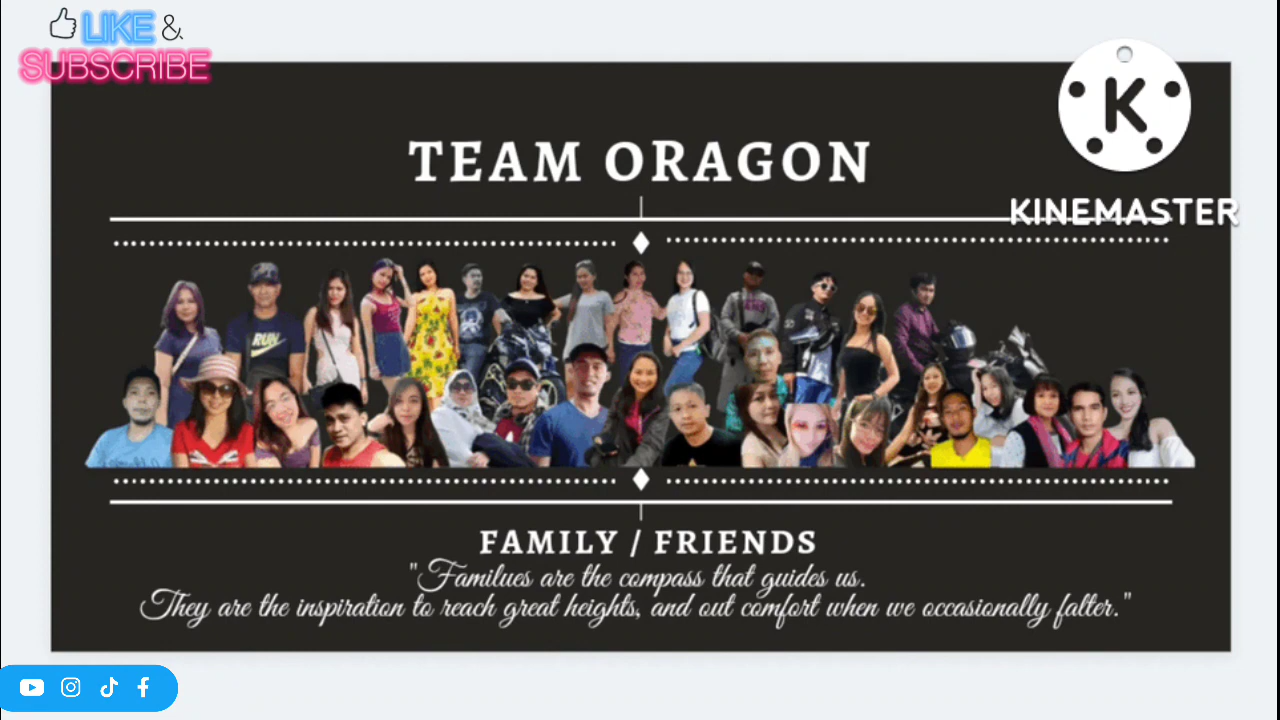 LIKE &
SUBSCRIBE
K
KINEMASTER
TEAM ORAGON
RUN
FAMILY / FRIENDS
"Familues are the compass that guides us.
They are the inspiration to reach great heights, and out comfort when we occasionally falter."